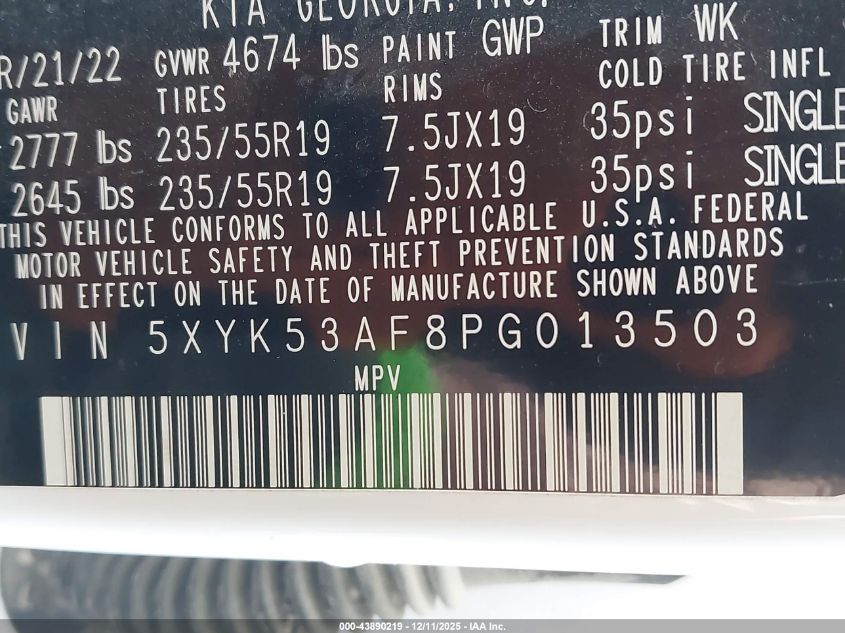 KIA GEORGIA, INC.
R/21/22 GVWR 4674 lbs PAINT GWP TRIM WK
GAWR TIRES RIMS COLD TIRE INFL
2777 lbs 235/55R19 7.5JX19 35psi SINGLE
2645 lbs 235/55R19 7.5JX19 35psi SINGLE
THIS VEHICLE CONFORMS TO ALL APPLICABLE U.S.A. FEDERAL
MOTOR VEHICLE SAFETY AND THEFT PREVENTION STANDARDS
IN EFFECT ON THE DATE OF MANUFACTURE SHOWN ABOVE
VIN 5XYK53AF8PG013503
MPV
000-43890219 - 12/11/2025 - IAA Inc.